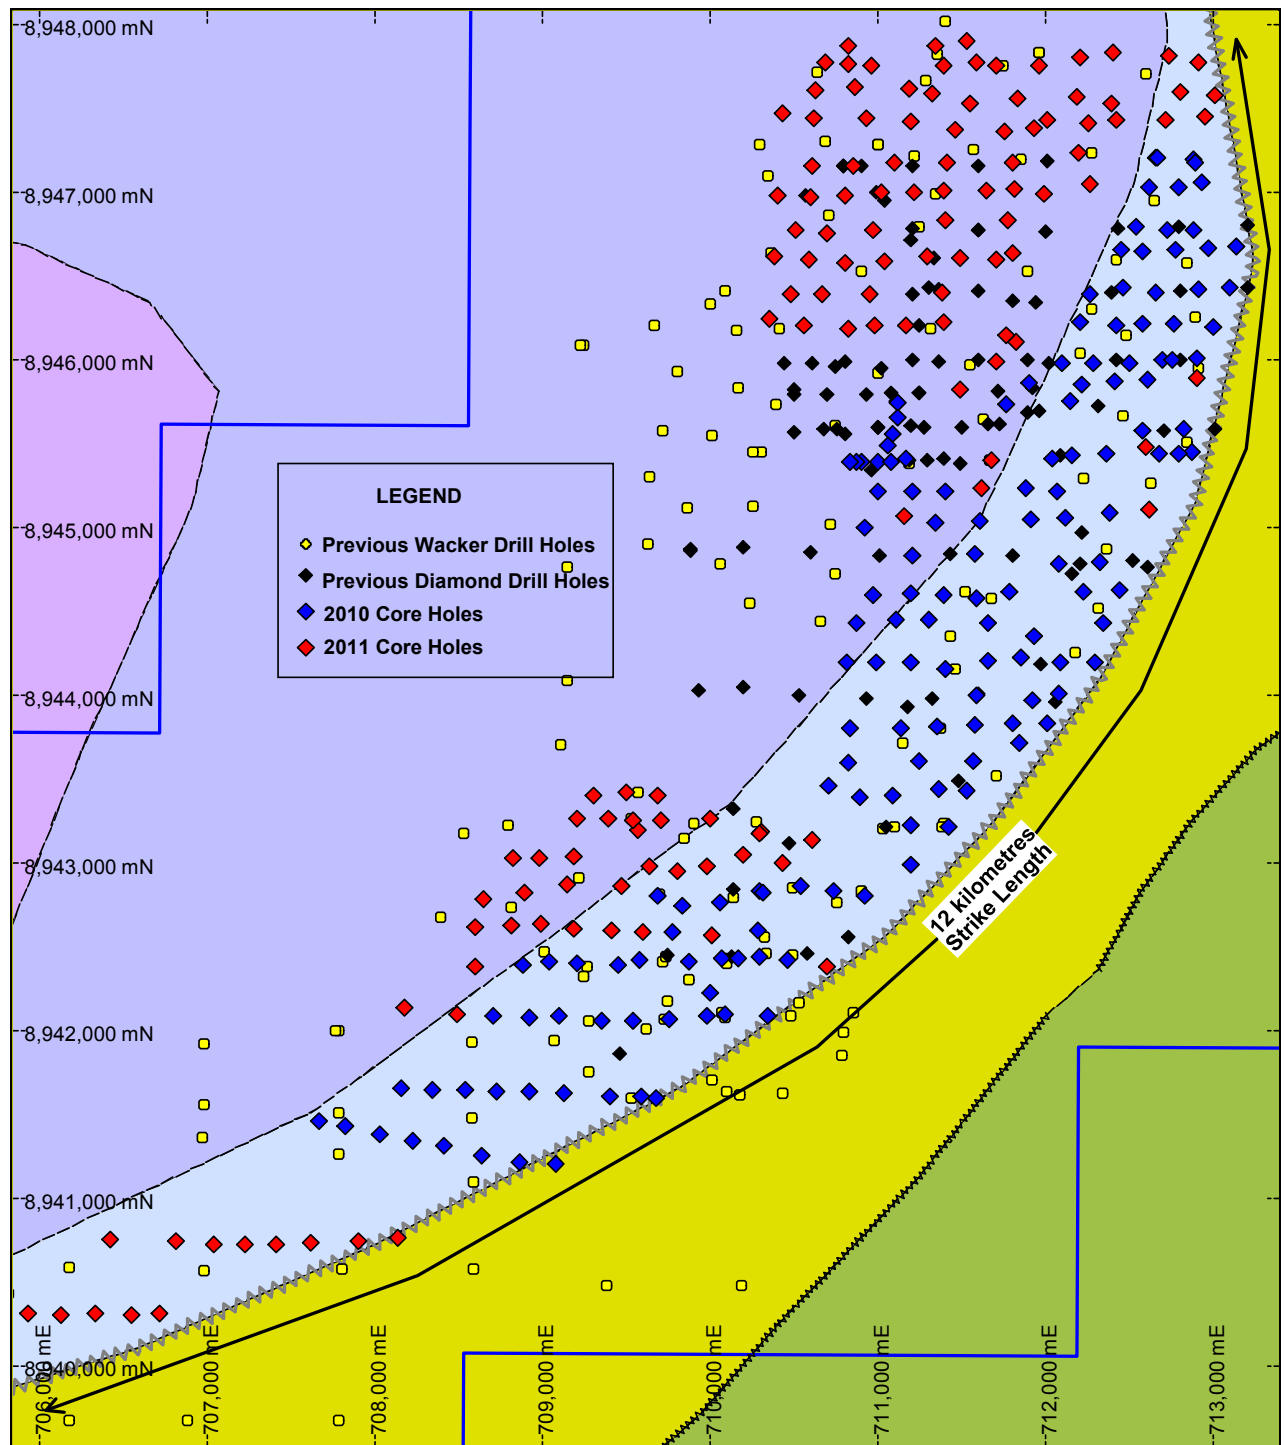 8,948,000 mN
8,947,000 mN
8,946,000 mN
LEGEND
Previous Wacker Drill Holes
Previous Diamond Drill Holes
2010 Core Holes
2011 Core Holes
8,945,000 mN
8,944,000 mN
8,943,000 mN
12 kilometres
Strike Length
8,942,000 mN
8,941,000 mN
8,940,000 mN
706,000 mE
707,000 mE
708,000 mE
709,000 mE
710,000 mE
711,000 mE
712,000 mE
713,000 mE